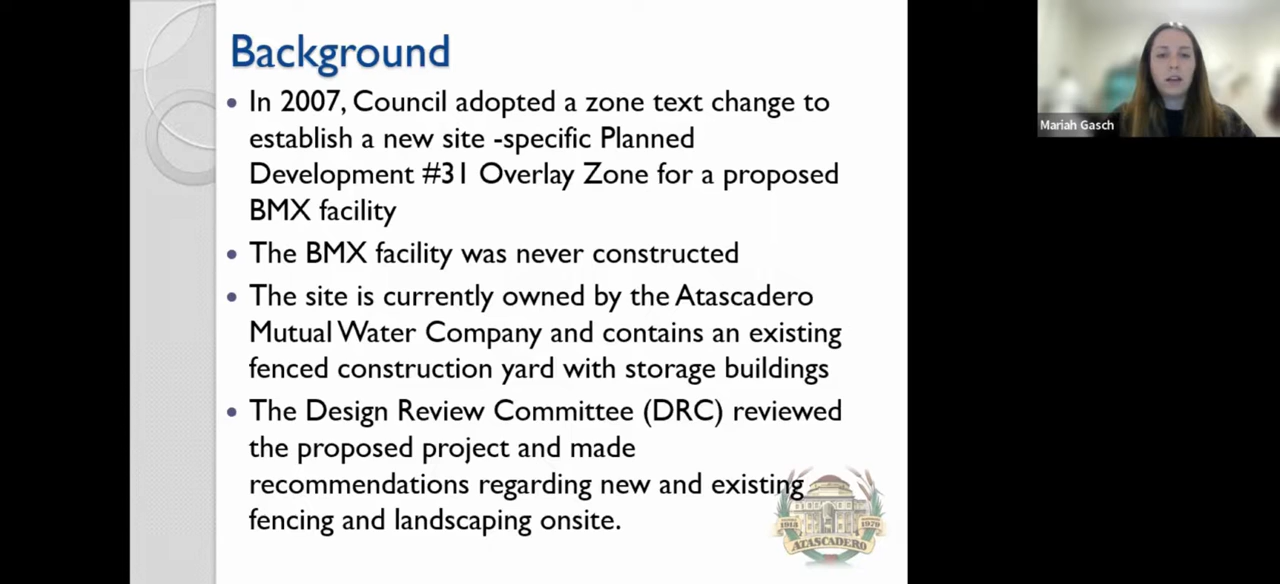 Background
In 2007, Council adopted a zone text change to
establish a new site -specific Planned
Development #31 Overlay Zone for a proposed
BMX facility
The BMX facility was never constructed
The site is currently owned by the Atascadero
Mutual Water Company and contains an existing
fenced construction yard with storage buildings
The Design Review Committee (DRC) reviewed
the proposed project and made
recommendations regarding new and existing
fencing and landscaping onsite.
1913
1979
ATASCADERO
Mariah Gasch